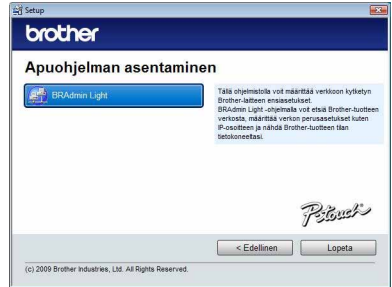 Setup
brother
Apuohjelman asentaminen
BRAdmin Light
Tällä ohjelmistolla voit määrittää verkkoon kytketyn
Brother-laitteen ensiasetukset.
BRAdmin Light -ohjelmalla voit etsiä Brother-tuotteen
verkosta, määrittää verkon perusasetukset kuten
IP-osoitteen ja nähdä Brother-tuotteen tilan
tietokoneeltasi.
P-touch
< Edellinen
Lopeta
(c) 2009 Brother Industries, Ltd. All Rights Reserved.